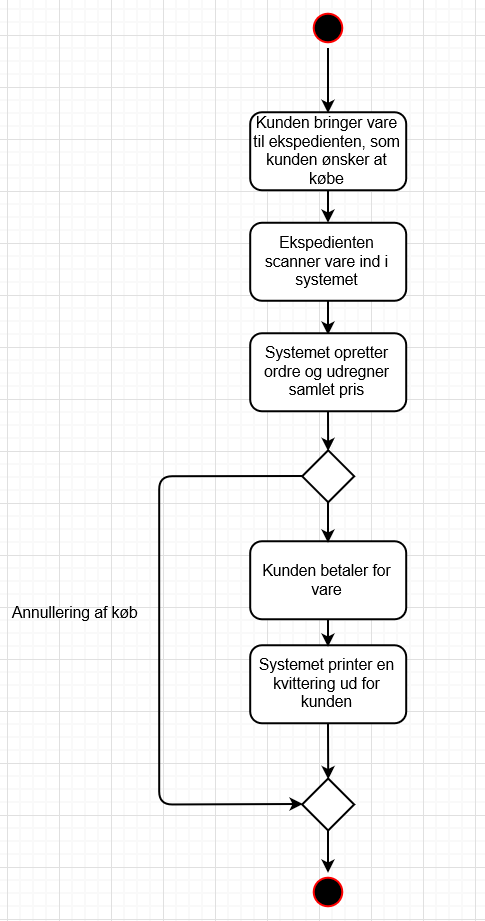 Kunden bringer vare
til ekspedienten, som
kunden ønsker at
købe
Ekspedienten
scanner vare ind i
systemet
Systemet opretter
ordre og udregner
samlet pris
Kunden betaler for
vare
Annullering af køb
Systemet printer en
kvittering ud for
kunden